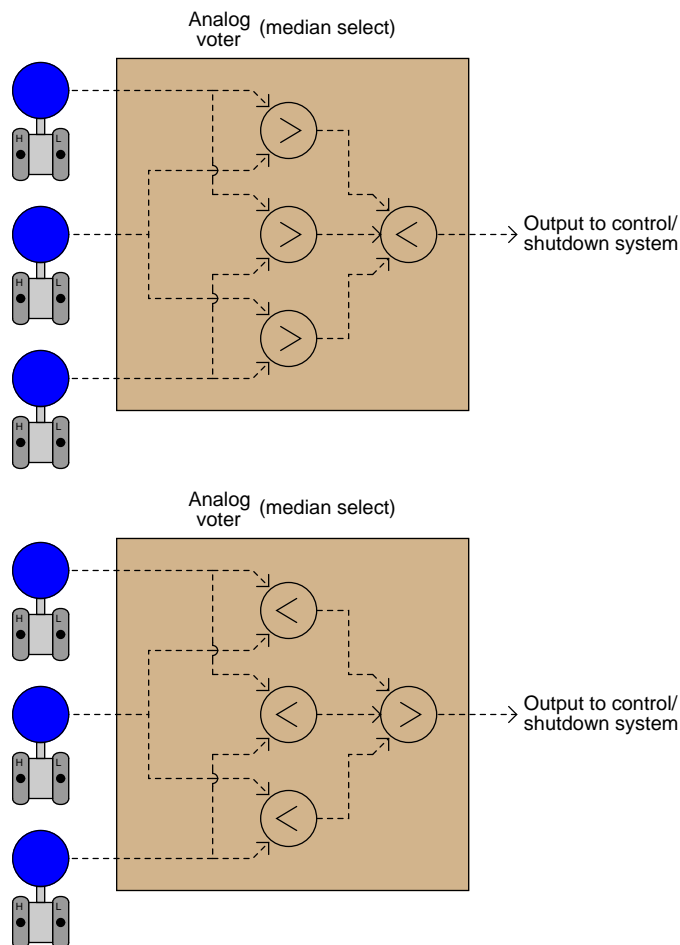 Analog (median select)
voter
H L
>
>
<
>
H L
H L
Output to control/
shutdown system
Analog (median select)
voter
H L
<
<
>
<
H L
H L
Output to control/
shutdown system